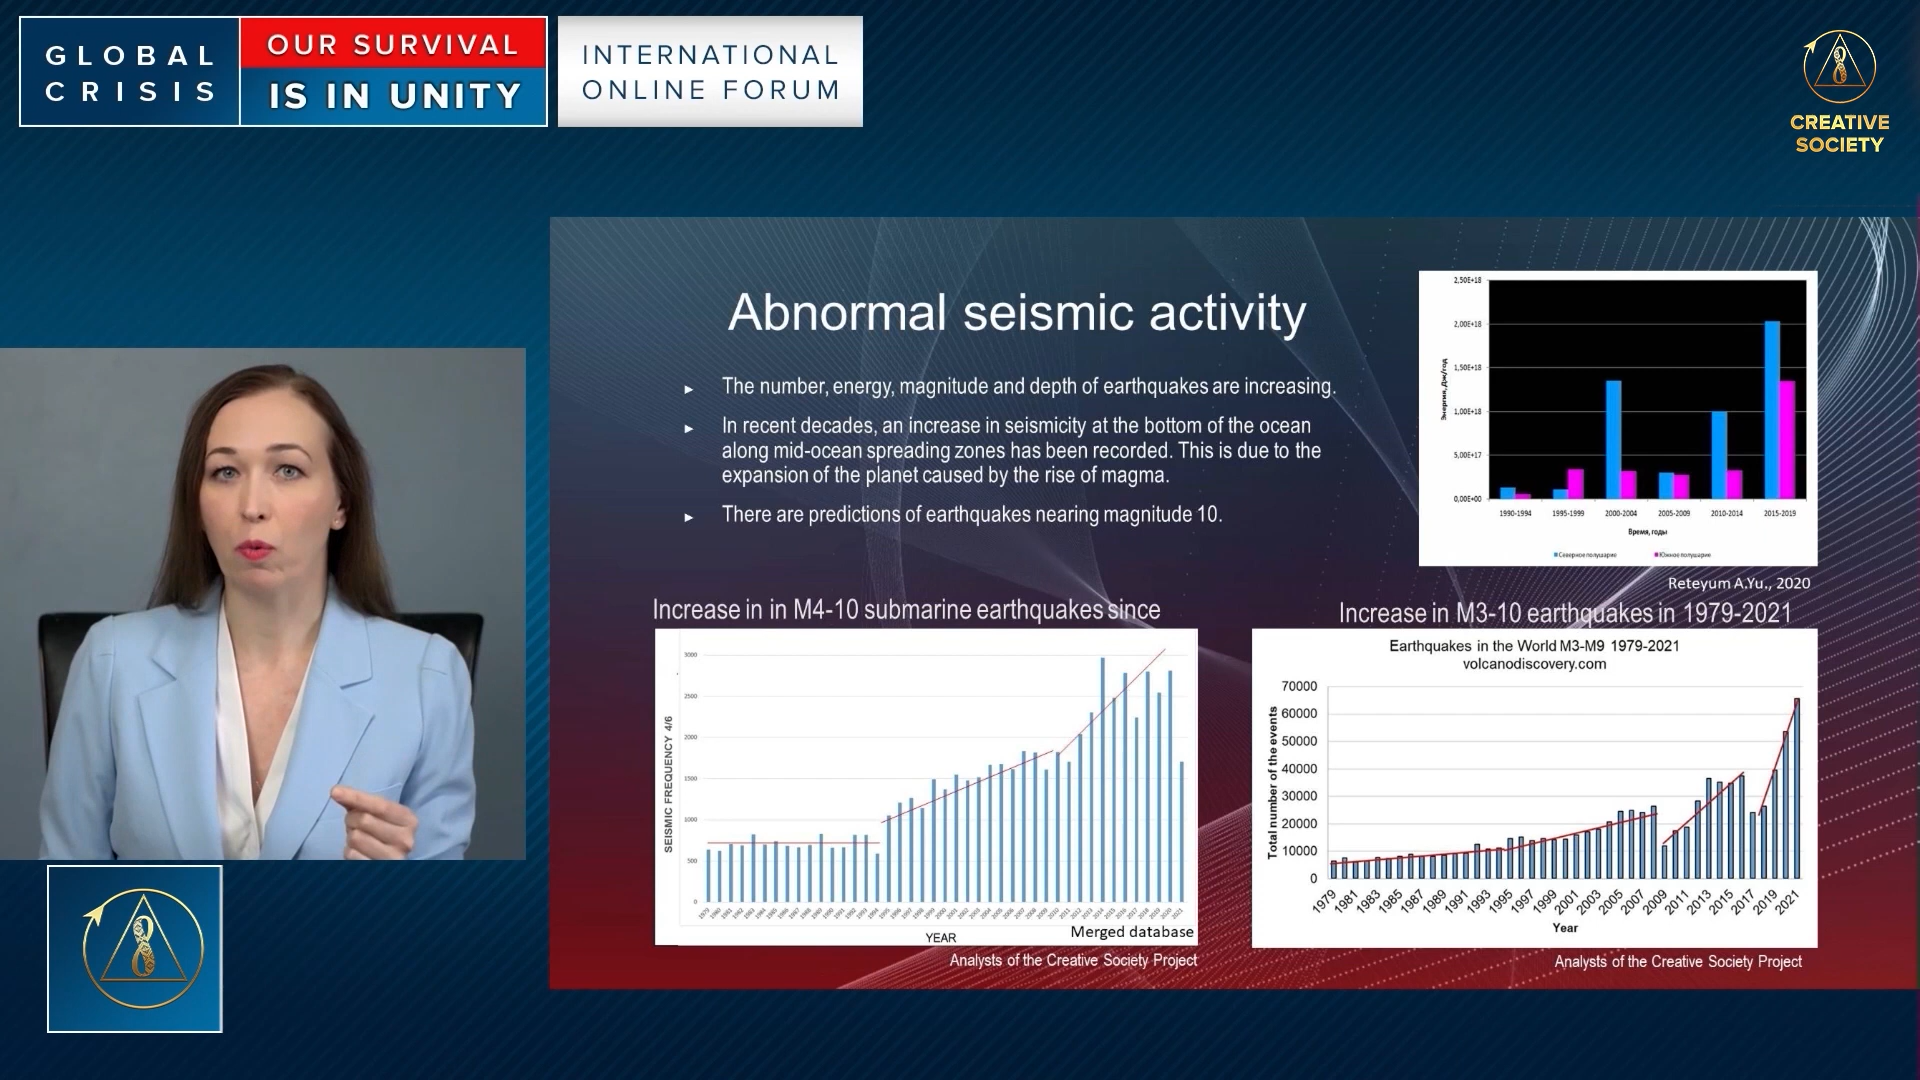 GLOBAL
CRISIS
OUR SURVIVAL
IS IN UNITY
INTERNATIONAL
ONLINE FORUM
CREATIVE
SOCIETY
Abnormal seismic activity
► The number, energy, magnitude and depth of earthquakes are increasing.
► In recent decades, an increase in seismicity at the bottom of the ocean
along mid-ocean spreading zones has been recorded. This is due to the
expansion of the planet caused by the rise of magma.
► There are predictions of earthquakes nearing magnitude 10.
2,50E+18
2,00E+18
1,50E+18
1,00E+18
5,00E+17
0,00E+00
Энергия, Дж/год
1990-1994 1995-1999 2000-2004 2005-2009 2010-2014 2015-2019
Время, годы
Северное полушарие Южное полушарие
Reteyum A.Yu., 2020
Increase in in M4-10 submarine earthquakes since
3000
2500
2000
1500
1000
500
0
SEISMIC FREQUENCY 4/6
YEAR
Merged database
Analysts of the Creative Society Project
Increase in M3-10 earthquakes in 1979-2021
Earthquakes in the World M3-M9 1979-2021
volcanodiscovery.com
70000
60000
50000
40000
30000
20000
10000
0
Total number of the events
1979 1981 1983 1985 1987 1989 1991 1993 1995 1997 1999 2001 2003 2005 2007 2009 2011 2013 2015 2017 2019 2021
Year
Analysts of the Creative Society Project